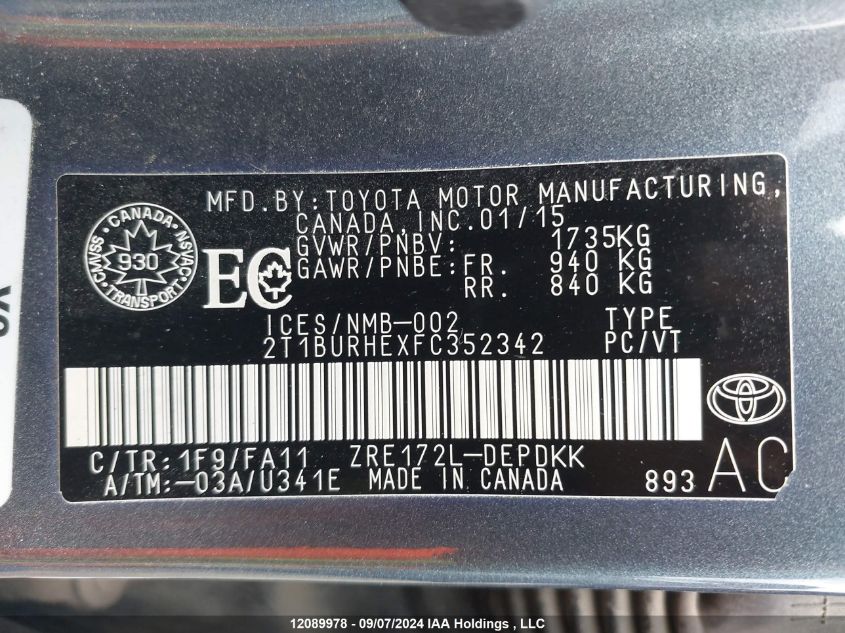 MFD.BY:TOYOTA MOTOR MANUFACTURING,
CANADA,INC.01/15
GVWR/PNBV: 1735KG
GAWR/PNBE:FR. 940 KG
RR. 840 KG
CANADA
930
TRANSPORT
CMVSS
NSVAC
EC
ICES/NMB-002 TYPE
2T1BURHEXFC352342 PC/VT
C/TR:1F9/FA11 ZRE172L-DEPDKK
A/TM:-03A/U341E MADE IN CANADA 893 AC
12089978 - 09/07/2024 IAA Holdings , LLC